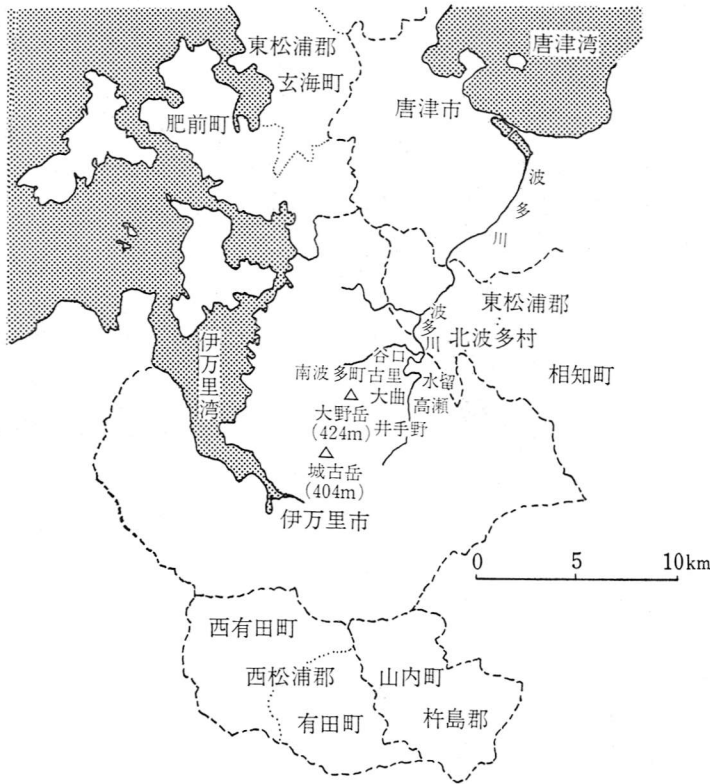 東松浦郡
玄海町
肥前町
唐津市
唐津湾
波多川
東松浦郡
北波多村
相知町
波多川
伊万里湾
谷口
南波多町古里
水留
大曲
高瀬
大野岳
(424m)
井手野
城古岳
(404m)
伊万里市
0 5 10km
西有田町
西松浦郡
有田町
山内町
杵島郡